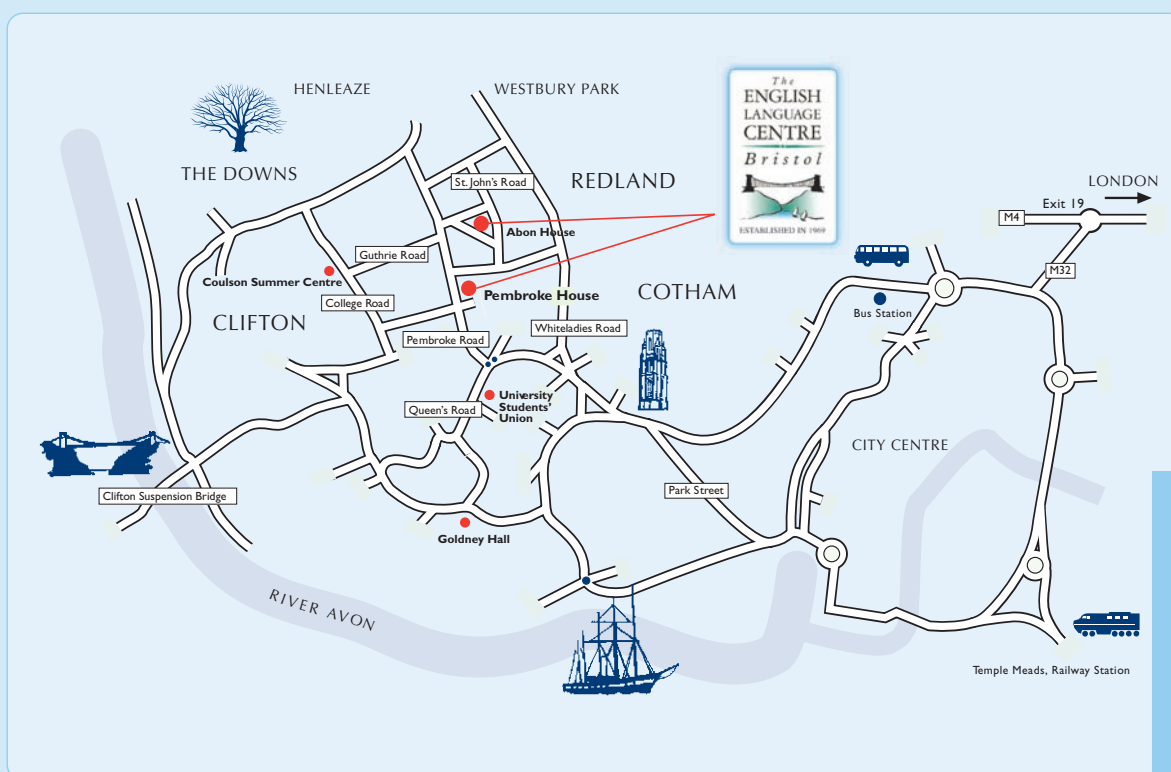 HENLEAZE
WESTBURY PARK
The
ENGLISH
LANGUAGE
CENTRE
Bristol
ESTABLISHED IN 1969
THE DOWNS
St. John's Road
REDLAND
LONDON
Exit 19
M4
Abon House
Guthrie Road
M32
Coulson Summer Centre
College Road
Pembroke House
COTHAM
Bus Station
CLIFTON
Whiteladies Road
Pembroke Road
University
Students'
Union
Queen's Road
CITY CENTRE
Clifton Suspension Bridge
Park Street
Goldney Hall
RIVER AVON
Temple Meads, Railway Station